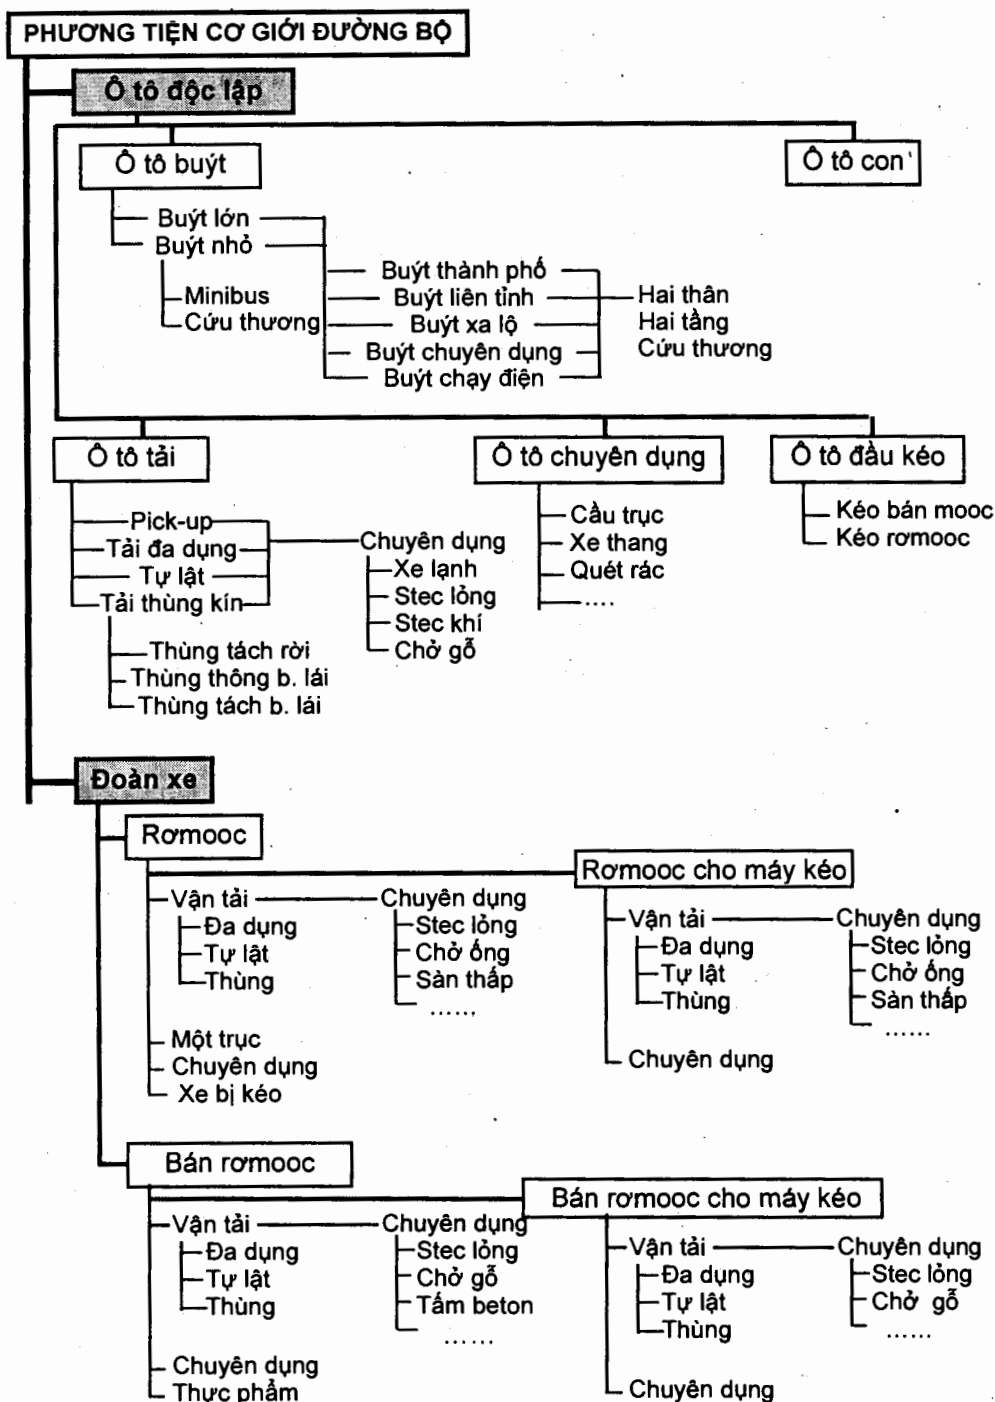 PHƯƠNG TIỆN CƠ GIỚI ĐƯỜNG BỘ
Ô tô độc lập
Ô tô buýt
Ô tô con
Buýt lớn
Buýt nhỏ
Minibus
Cứu thương
Buýt thành phố
Buýt liên tỉnh
Buýt xa lộ
Buýt chuyên dụng
Buýt chạy điện
Hai thân
Hai tầng
Cứu thương
Ô tô tải
Pick-up
Tải đa dụng
Tự lật
Tải thùng kín
Thùng tách rời
Thùng thông b. lái
Thùng tách b. lái
Chuyên dụng
Xe lạnh
Stec lỏng
Stec khí
Chở gỗ
Ô tô chuyên dụng
Cầu trục
Xe thang
Quét rác
....
Ô tô đầu kéo
Kéo bán mooc
Kéo rơmooc
Đoàn xe
Rơmooc
Vận tải
Đa dụng
Tự lật
Thùng
Chuyên dụng
Stec lỏng
Chở ống
Sàn thấp
......
Một trục
Chuyên dụng
Xe bị kéo
Rơmooc cho máy kéo
Vận tải
Đa dụng
Tự lật
Thùng
Chuyên dụng
Stec lỏng
Chở ống
Sàn thấp
......
Chuyên dụng
Bán rơmooc
Vận tải
Đa dụng
Tự lật
Thùng
Chuyên dụng
Stec lỏng
Chở gỗ
Tấm beton
......
Chuyên dụng
Thực phẩm
Bán rơmooc cho máy kéo
Vận tải
Đa dụng
Tự lật
Thùng
Chuyên dụng
Stec lỏng
Chở gỗ
......
Chuyên dụng